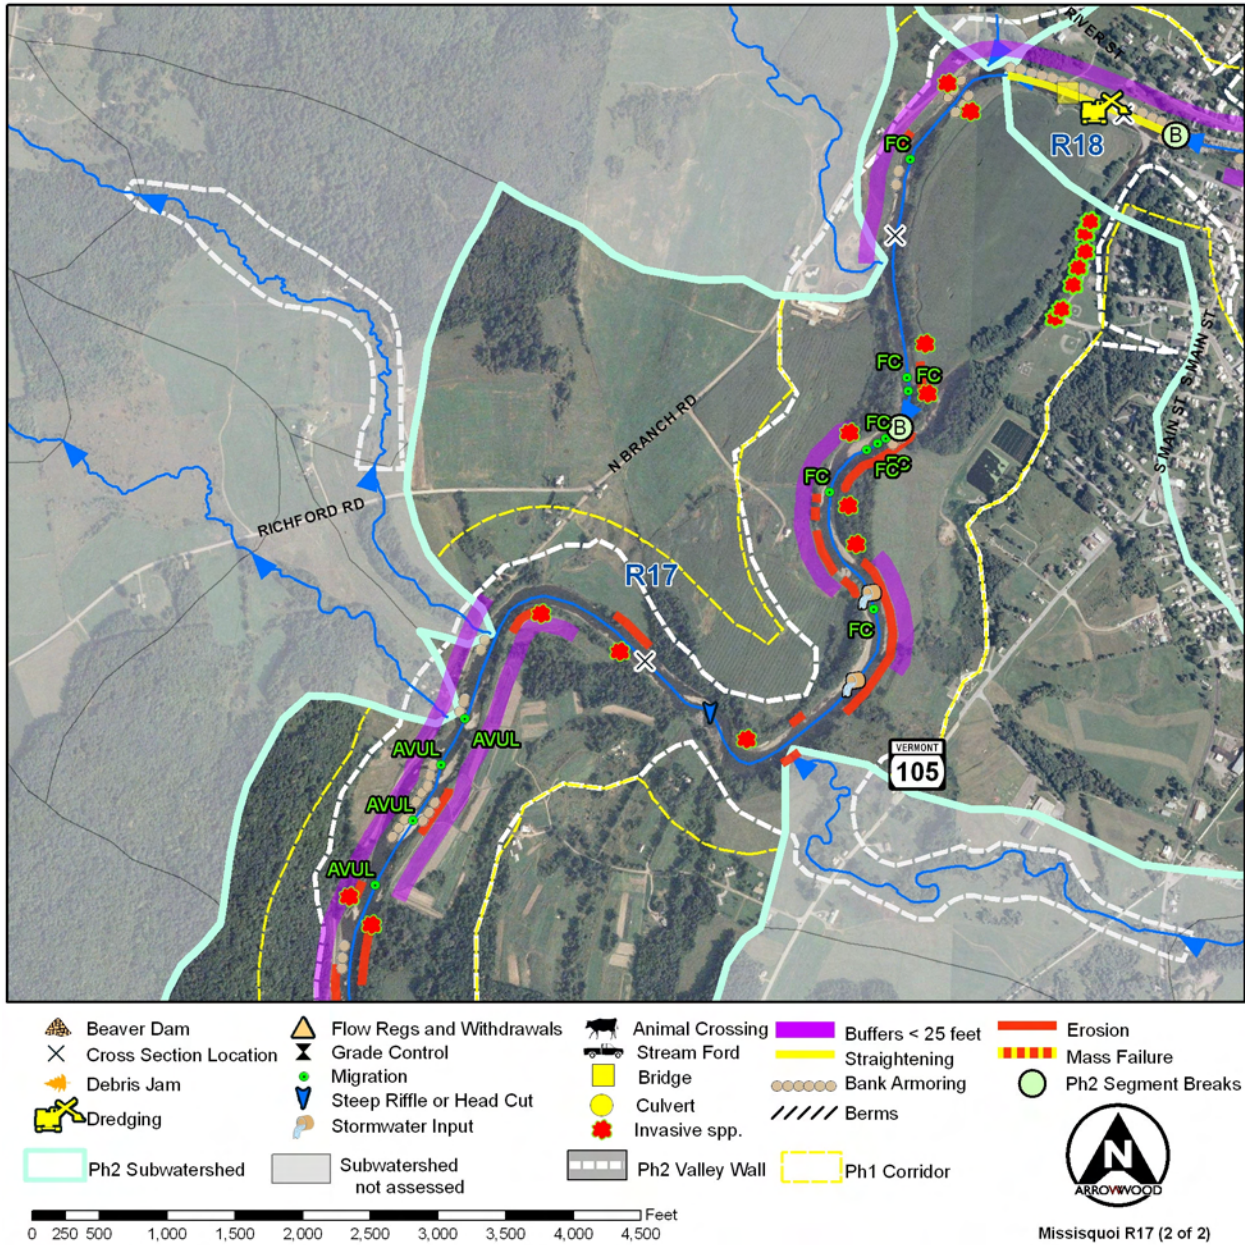 RIVER ST
B
R18
FC
S MAIN ST
S MAIN ST
FC
FC
FC
B
FC
FC
FC
N BRANCH RD
RICHFORD RD
R17
FC
VERMONT
105
AVUL
AVUL
AVUL
AVUL
Beaver Dam
Flow Regs and Withdrawals
Animal Crossing
Buffers < 25 feet
Erosion
Cross Section Location
Grade Control
Stream Ford
Straightening
Mass Failure
Debris Jam
Migration
Bridge
Bank Armoring
Ph2 Segment Breaks
Dredging
Steep Riffle or Head Cut
Culvert
Berms
Stormwater Input
Invasive spp.
Ph2 Subwatershed
Subwatershed
not assessed
Ph2 Valley Wall
Ph1 Corridor
N
ARROWWOOD
Feet
0 250 500 1,000 1,500 2,000 2,500 3,000 3,500 4,000 4,500
Missisquoi R17 (2 of 2)